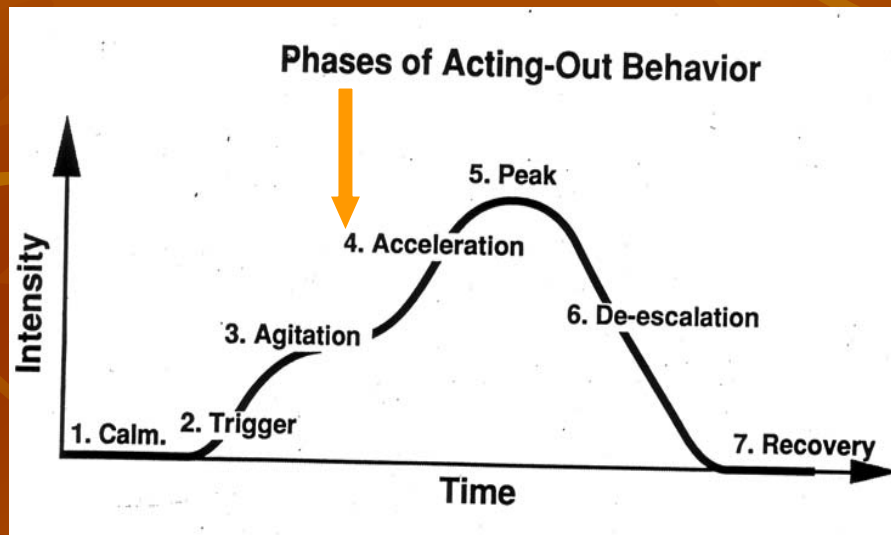 Phases of Acting-Out Behavior
5. Peak
4. Acceleration
3. Agitation
6. De-escalation
2. Trigger
1. Calm.
7. Recovery
Intensity
Time